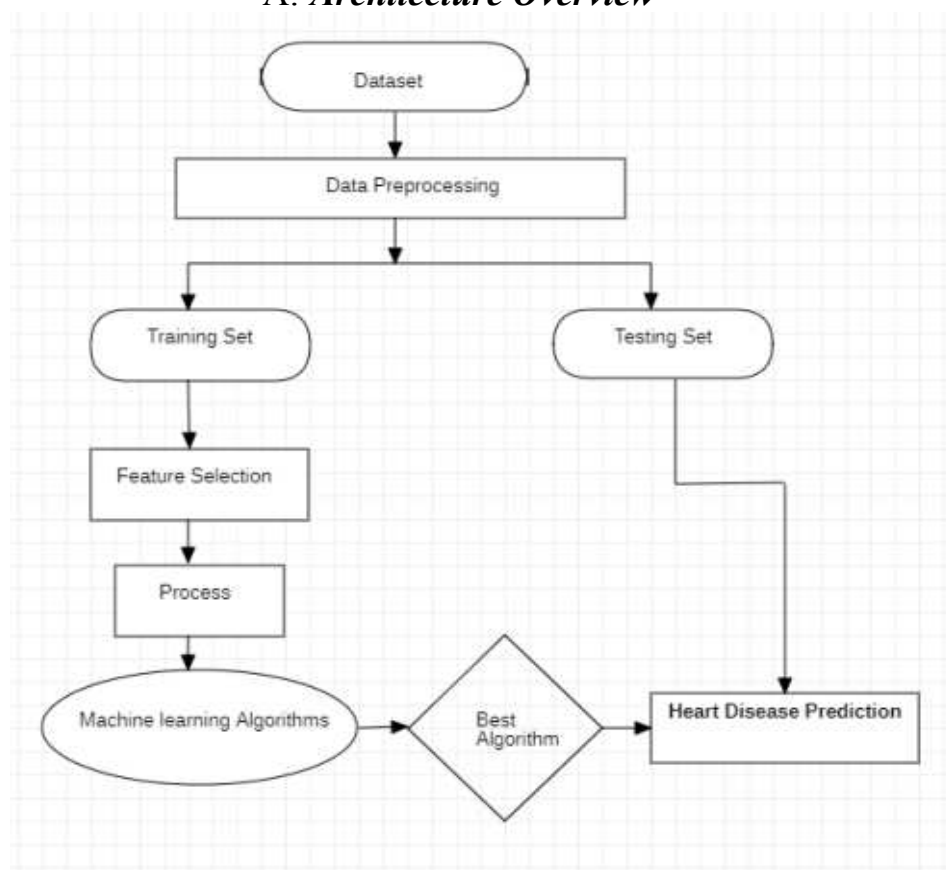 A. Architecture Overview
Dataset
Data Preprocessing
Training Set
Testing Set
Feature Selection
Process
Machine learning Algorithms
Best
Algorithm
Heart Disease Prediction